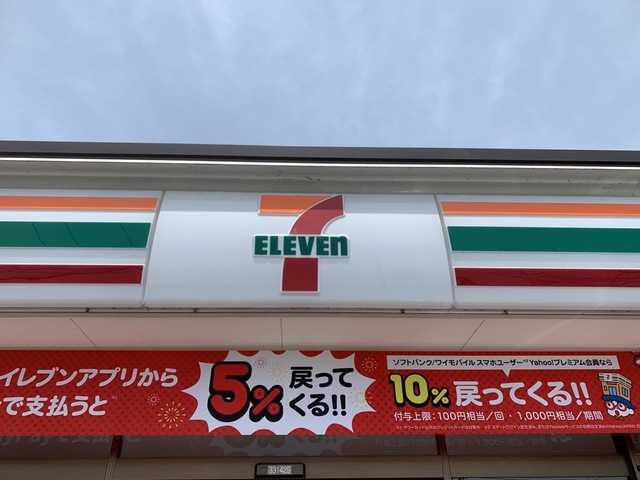 7
ELEVEn
イレブンアプリから
で支払うと
※1
5%
戻って
くる!!
ソフトバンク/ワイモバイル スマホユーザー※2 Yahoo!プレミアム会員なら
10%戻ってくる!!
付与上限:100円相当/回・1,000円相当/期間
331429